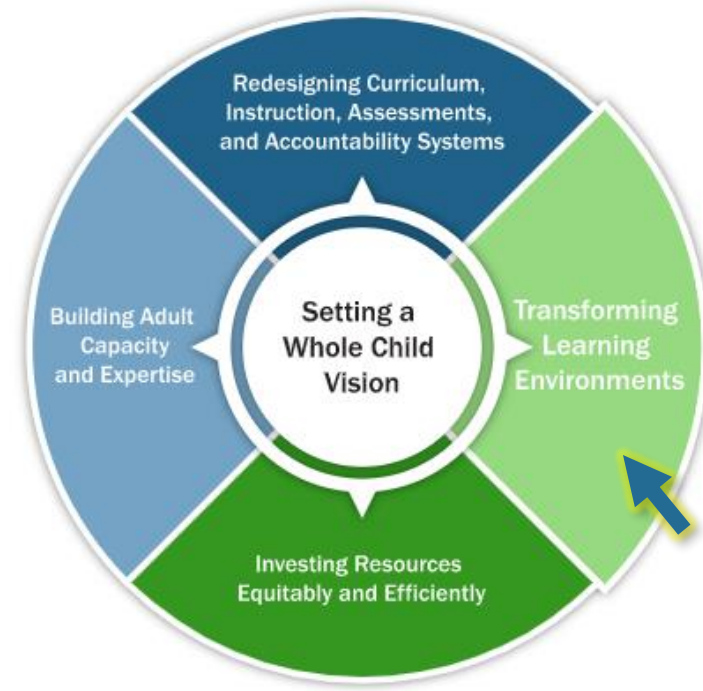 Redesigning Curriculum,
Instruction, Assessments,
and Accountability Systems
Building Adult
Capacity
and Expertise
Setting a
Whole Child
Vision
Transforming
Learning
Environments
Investing Resources
Equitably and Efficiently